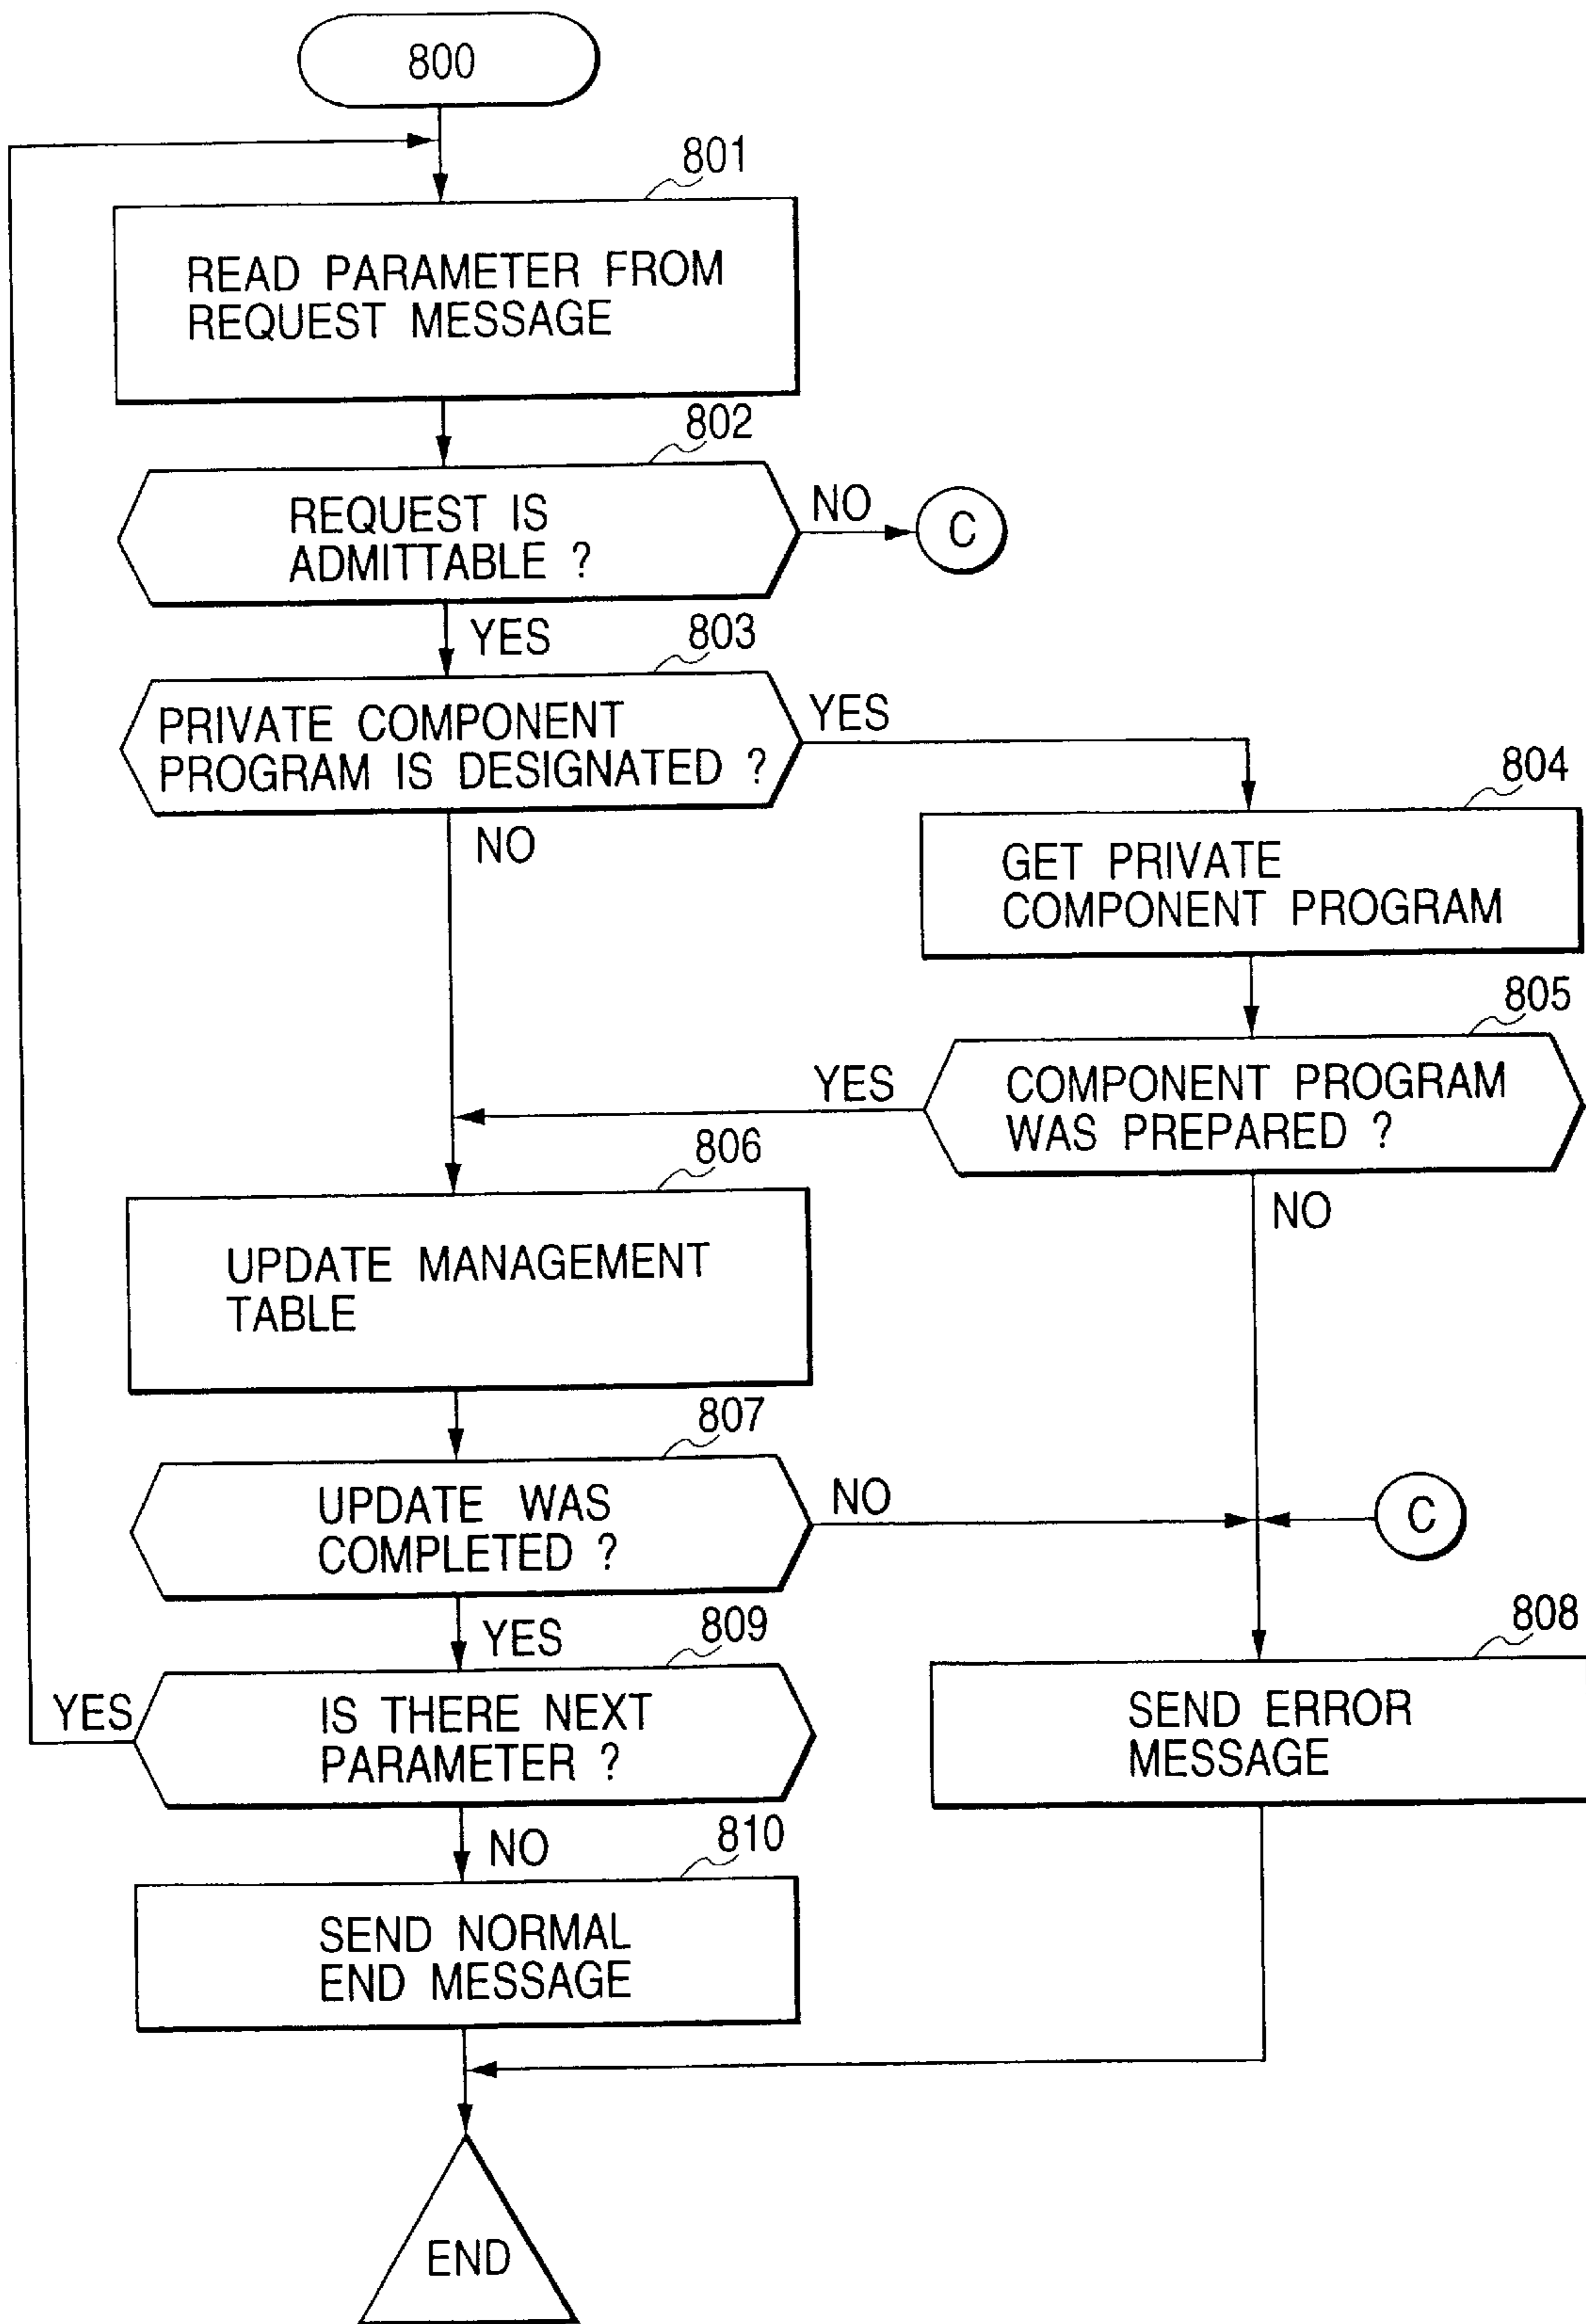 800
801
READ PARAMETER FROM
REQUEST MESSAGE
802
REQUEST IS
ADMITTABLE ?
NO
C
YES
803
PRIVATE COMPONENT
PROGRAM IS DESIGNATED ?
YES
NO
804
GET PRIVATE
COMPONENT PROGRAM
805
COMPONENT PROGRAM
WAS PREPARED ?
YES
NO
806
UPDATE MANAGEMENT
TABLE
807
UPDATE WAS
COMPLETED ?
NO
C
YES
808
SEND ERROR
MESSAGE
809
IS THERE NEXT
PARAMETER ?
YES
NO
810
SEND NORMAL
END MESSAGE
END